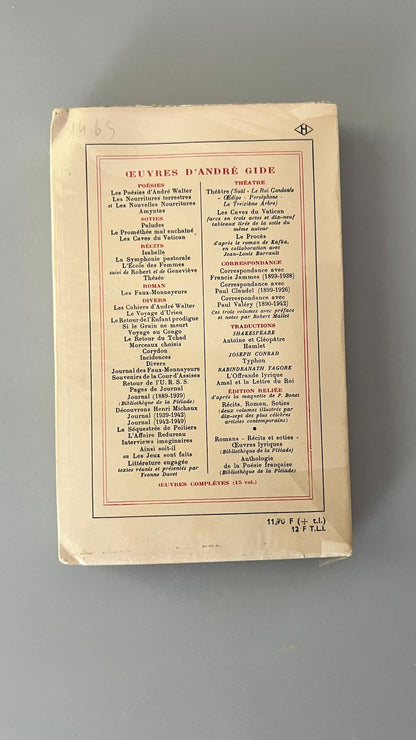 1465
H
ŒUVRES D'ANDRÉ GIDE
POÉSIES
Les Poésies d'André Walter
Les Nourritures terrestres
et Les Nouvelles Nourritures
Amyntas
SOTIES
Paludes
Le Prométhée mal enchaîné
Les Caves du Vatican
RÉCITS
Isabelle
La Symphonie pastorale
L'École des Femmes
suivi de Robert et de Geneviève
Thésée
ROMAN
Les Faux-Monnayeurs
DIVERS
Les Cahiers d'André Walter
Le Voyage d'Urien
Le Retour de l'Enfant prodigue
Si le Grain ne meurt
Voyage au Congo
Le Retour du Tchad
Morceaux choisis
Corydon
Incidences
Divers
Journal des Faux-Monnayeurs
Souvenirs de la Cour d'Assises
Retour de l'U. R. S. S.
Pages de Journal
Journal (1889-1939)
(Bibliothèque de la Pléiade)
Découvrons Henri Michaux
Journal (1939-1942)
Journal (1942-1949)
La Séquestrée de Poitiers
L'Affaire Redureau
Interviews imaginaires
Ainsi soit-il
ou Les Jeux sont faits
Littérature engagée
textes réunis et présentés par
Yvonne Davet
THÉATRE
Théâtre (Saül - Le Roi Candaule
- Œdipe - Perséphone -
Le Treizième Arbre)
Les Caves du Vatican
farce en trois actes et dix-neuf
tableaux tirée de la sotie du
même auteur
Le Procès
d'après le roman de Kafka,
en collaboration avec
Jean-Louis Barrault
CORRESPONDANCE
Correspondance avec
Francis Jammes (1893-1938)
Correspondance avec
Paul Claudel (1899-1926)
Correspondance avec
Paul Valéry (1890-1942)
Ces trois volumes avec préface
et notes par Robert Mallet
TRADUCTIONS
SHAKESPEARE
Antoine et Cléopâtre
Hamlet
JOSEPH CONRAD
Typhon
RABINDRANATH TAGORE
L'Offrande lyrique
Amal et la Lettre du Roi
ÉDITION RELIÉE
d'après la maquette de P. Bonet
Récits, Roman, Soties
(deux volumes illustrés par
dix-sept des plus célèbres
artistes contemporains)
Romans - Récits et soties -
Œuvres lyriques
(Bibliothèque de la Pléiade)
Anthologie
de la Poésie française
(Bibliothèque de la Pléiade)
ŒUVRES COMPLÈTES (15 vol.)
11,70 F (+ t.l.)
12 F T.L.I.